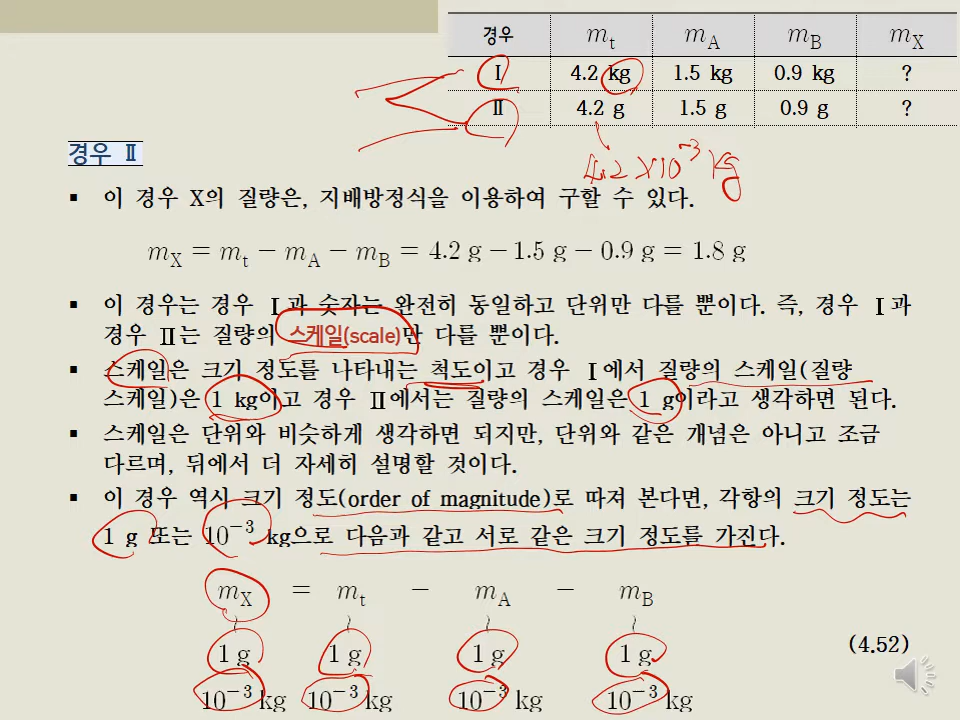 경우 m_t m_A m_B m_X
Ⅰ 4.2 kg 1.5 kg 0.9 kg ?
Ⅱ 4.2 g 1.5 g 0.9 g ?
4.2 × 10⁻³ kg
경우 Ⅱ
▪ 이 경우 X의 질량은, 지배방정식을 이용하여 구할 수 있다.
m_X = m_t − m_A − m_B = 4.2 g − 1.5 g − 0.9 g = 1.8 g
▪ 이 경우는 경우 Ⅰ과 숫자는 완전히 동일하고 단위만 다를 뿐이다. 즉, 경우 Ⅰ과
경우 Ⅱ는 질량의 스케일(scale)만 다를 뿐이다.
▪ 스케일은 크기 정도를 나타내는 척도이고 경우 Ⅰ에서 질량의 스케일(질량
스케일)은 1 kg이고 경우 Ⅱ에서는 질량의 스케일은 1 g이라고 생각하면 된다.
▪ 스케일은 단위와 비슷하게 생각하면 되지만, 단위와 같은 개념은 아니고 조금
다르며, 뒤에서 더 자세히 설명할 것이다.
▪ 이 경우 역시 크기 정도(order of magnitude)로 따져 본다면, 각항의 크기 정도는
1 g 또는 10⁻³ kg으로 다음과 같고 서로 같은 크기 정도를 가진다.
m_X = m_t − m_A − m_B
~ ~ ~ ~
1 g 1 g 1 g 1 g (4.52)
10⁻³ kg 10⁻³ kg 10⁻³ kg 10⁻³ kg